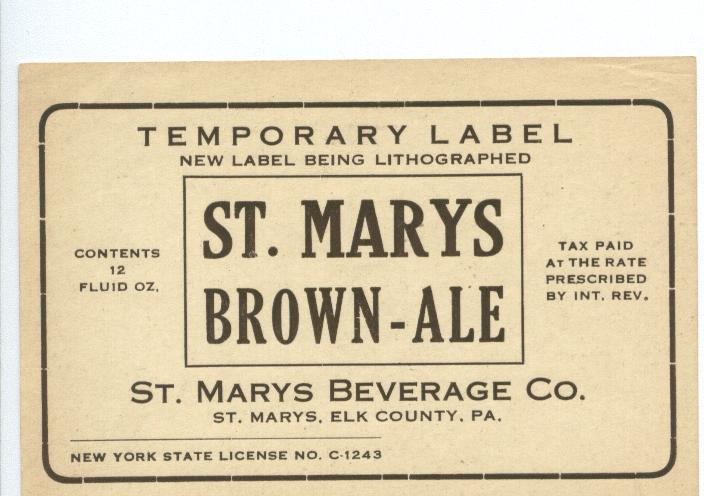 TEMPORARY LABEL
NEW LABEL BEING LITHOGRAPHED
ST. MARYS
BROWN-ALE
CONTENTS
12
FLUID OZ.
TAX PAID
AT THE RATE
PRESCRIBED
BY INT. REV.
ST. MARYS BEVERAGE CO.
ST. MARYS, ELK COUNTY, PA.
NEW YORK STATE LICENSE NO. C-1243